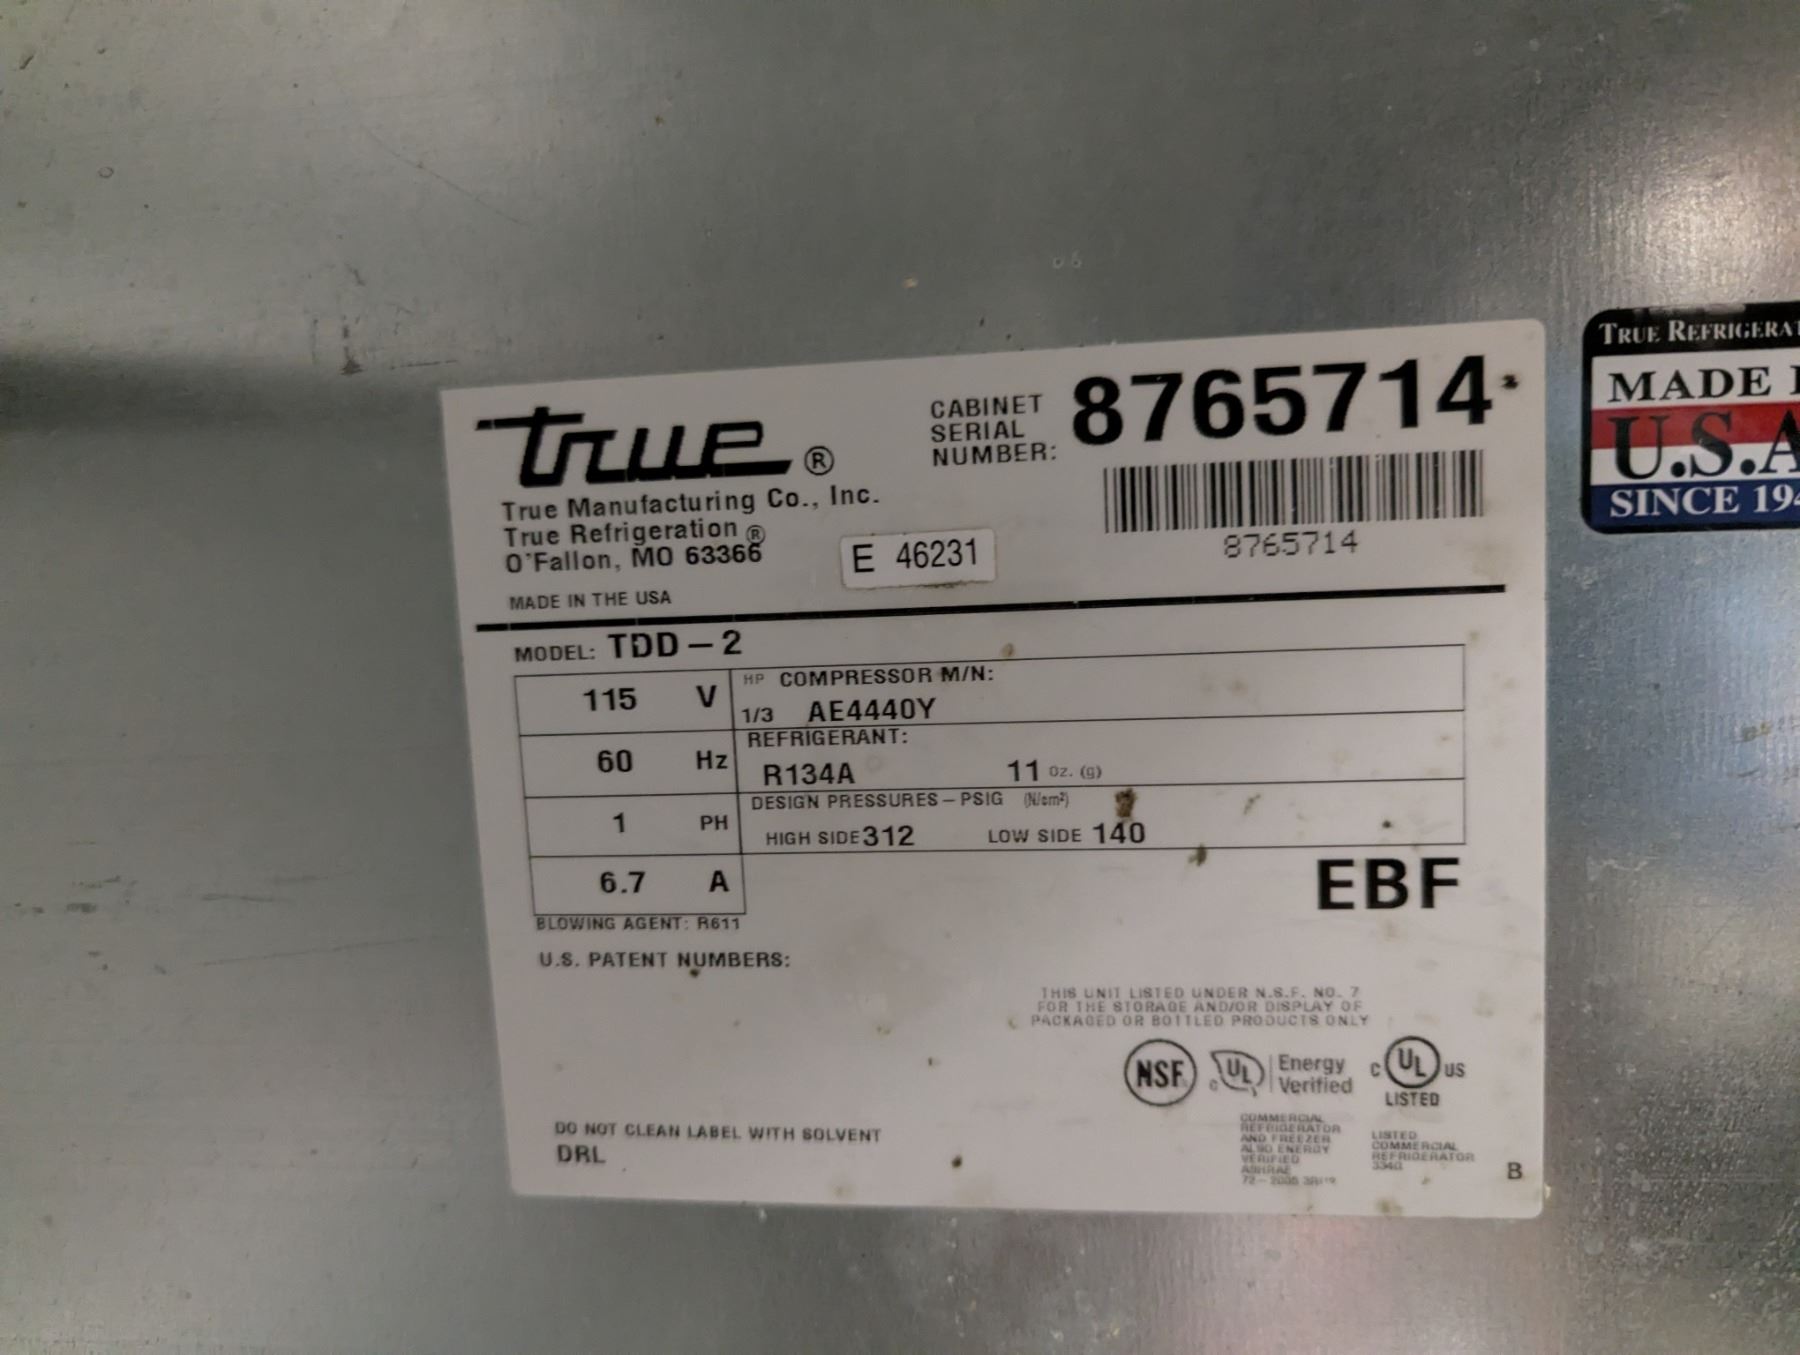 true ®
True Manufacturing Co., Inc.
True Refrigeration ®
O'Fallon, MO 63366
MADE IN THE USA
E 46231
CABINET
SERIAL
NUMBER: 8765714
8765714
MODEL: TDD-2
115 V
60 Hz
1 PH
6.7 A
HP COMPRESSOR M/N:
1/3 AE4440Y
REFRIGERANT:
R134A 11 oz. (g)
DESIGN PRESSURES-PSIG (N/cm²)
HIGH SIDE 312 LOW SIDE 140
BLOWING AGENT: R611
EBF
U.S. PATENT NUMBERS:
THIS UNIT LISTED UNDER N.S.F. NO. 7
FOR THE STORAGE AND/OR DISPLAY OF
PACKAGED OR BOTTLED PRODUCTS ONLY
NSF
c UL Energy
Verified
c UL US
LISTED
COMMERCIAL
REFRIGERATOR
AND FREEZER
ALSO ENERGY
VERIFIED
ASHRAE
72-2005
LISTED
COMMERCIAL
REFRIGERATOR
334G
B
DO NOT CLEAN LABEL WITH SOLVENT
DRL
TRUE REFRIGERAT
MADE I
U.S.A
SINCE 194